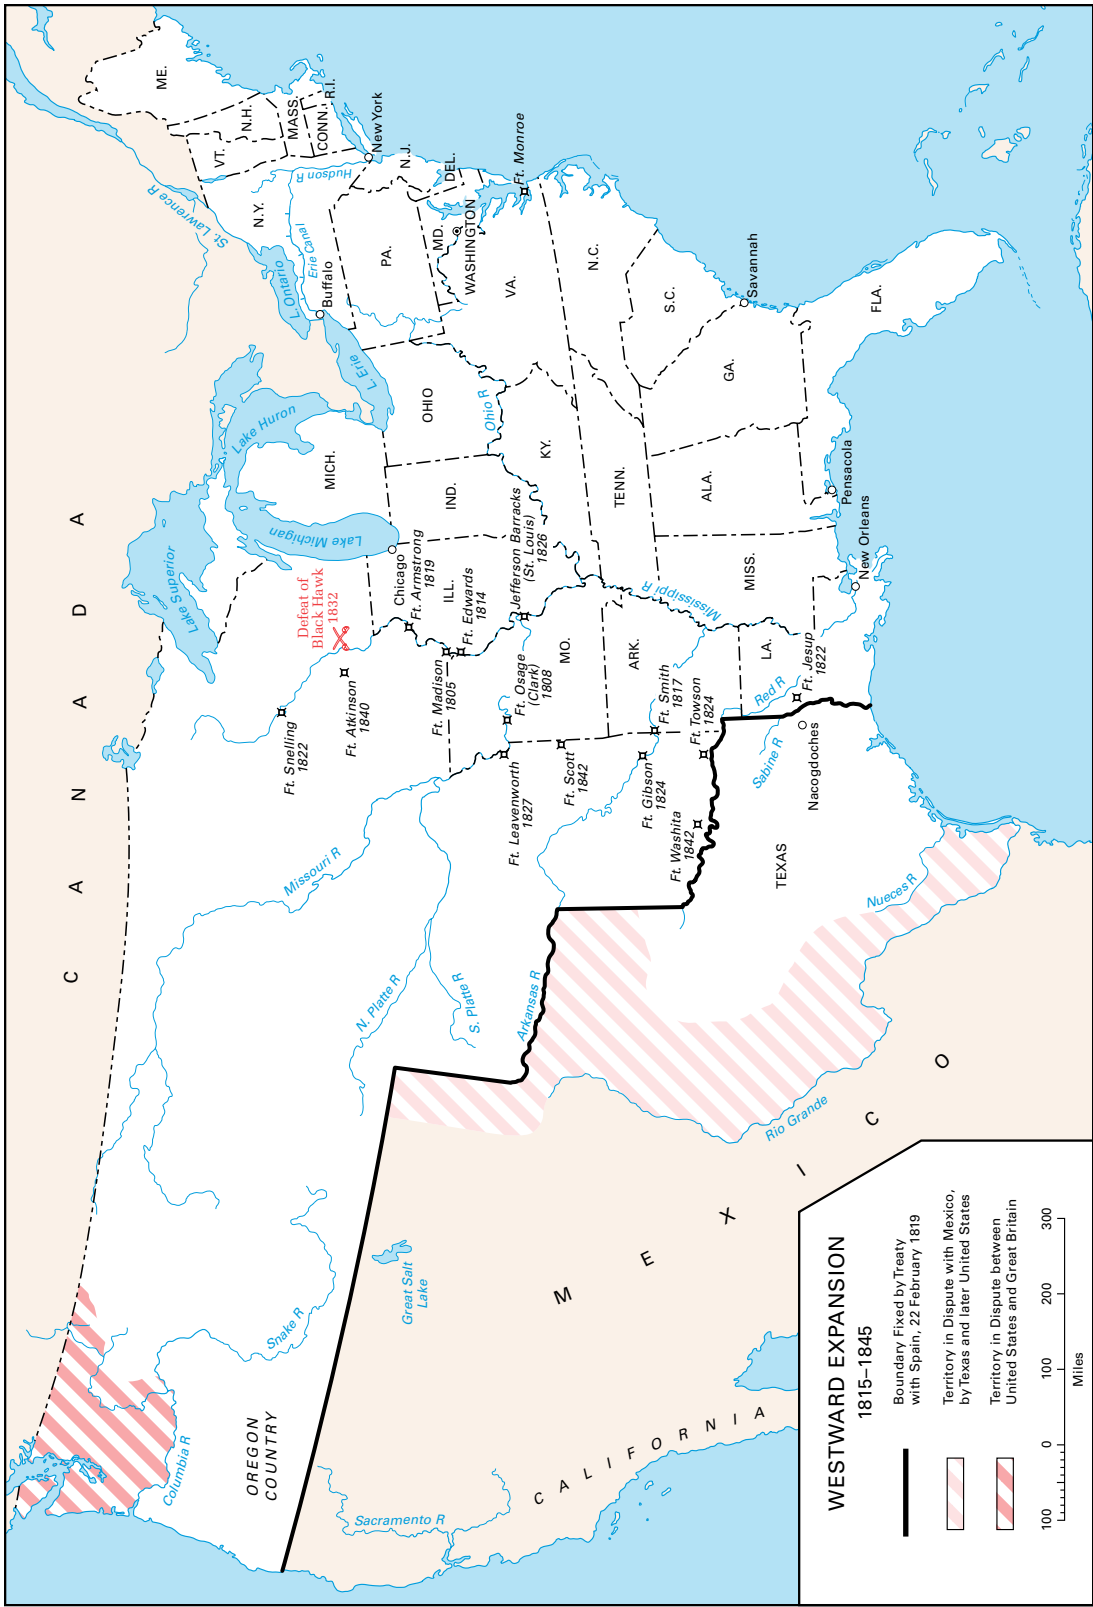 C A N A D A
ME.
VT.
N.H.
MASS.
CONN.
R.I.
N.Y.
St. Lawrence R
L. Ontario
Erie Canal
Hudson R
Buffalo
New York
PA.
N.J.
DEL.
MD.
WASHINGTON
Ft. Monroe
VA.
N.C.
S.C.
Savannah
GA.
FLA.
L. Erie
Lake Huron
Lake Superior
Lake Michigan
MICH.
OHIO
Ohio R
IND.
KY.
TENN.
ALA.
Pensacola
New Orleans
MISS.
Mississippi R
ILL.
Chicago
Ft. Armstrong
1819
Ft. Edwards
1814
Jefferson Barracks
(St. Louis)
1826
Defeat of
Black Hawk
1832
Ft. Snelling
1822
Ft. Atkinson
1840
Ft. Madison
1805
Ft. Osage
(Clark)
1808
MO.
ARK.
LA.
Ft. Jesup
1822
Red R
Ft. Smith
1817
Ft. Towson
1824
Ft. Leavenworth
1827
Ft. Scott
1842
Ft. Gibson
1824
Ft. Washita
1842
Sabine R
Nacogdoches
TEXAS
Nueces R
Missouri R
N. Platte R
S. Platte R
Arkansas R
Rio Grande
M E X I C O
Great Salt
Lake
Snake R
Columbia R
OREGON
COUNTRY
Sacramento R
C A L I F O R N I A
WESTWARD EXPANSION
1815–1845
Boundary Fixed by Treaty
with Spain, 22 February 1819
Territory in Dispute with Mexico,
by Texas and later United States
Territory in Dispute between
United States and Great Britain
100 0 100 200 300
Miles